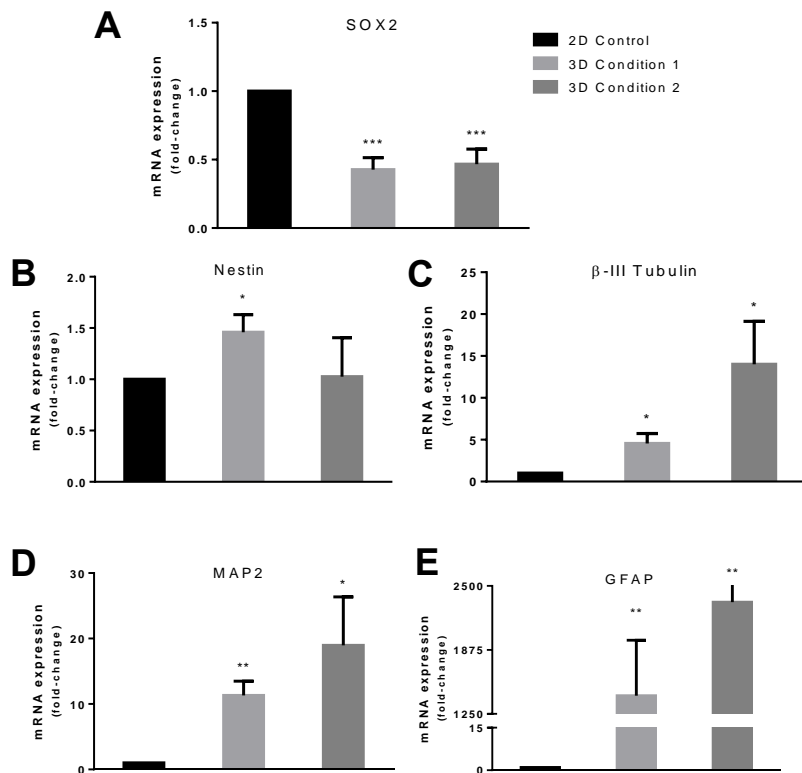 A
SOX2
mRNA expression
(fold-change)
1.5
1.0
0.5
0.0
***
***
2D Control
3D Condition 1
3D Condition 2
B
Nestin
mRNA expression
(fold-change)
2.0
1.5
1.0
0.5
0.0
*
C
β-III Tubulin
mRNA expression
(fold-change)
25
20
15
10
5
0
*
*
D
MAP2
mRNA expression
(fold-change)
30
20
10
0
**
*
E
GFAP
mRNA expression
(fold-change)
2500
1875
1250
15
0
**
**